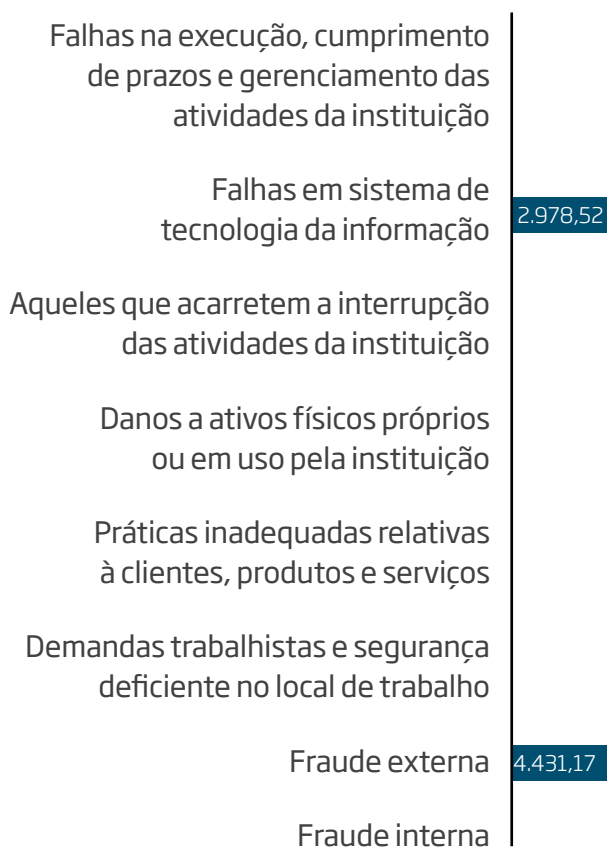 Falhas na execução, cumprimento
de prazos e gerenciamento das
atividades da instituição
Falhas em sistema de
tecnologia da informação
2.978,52
Aqueles que acarretem a interrupção
das atividades da instituição
Danos a ativos físicos próprios
ou em uso pela instituição
Práticas inadequadas relativas
à clientes, produtos e serviços
Demandas trabalhistas e segurança
deficiente no local de trabalho
Fraude externa
4.431,17
Fraude interna